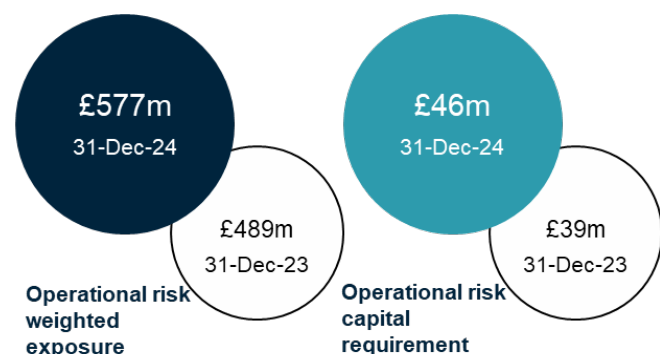 £577m
31-Dec-24
£489m
31-Dec-23
Operational risk
weighted
exposure
£46m
31-Dec-24
£39m
31-Dec-23
Operational risk
capital
requirement